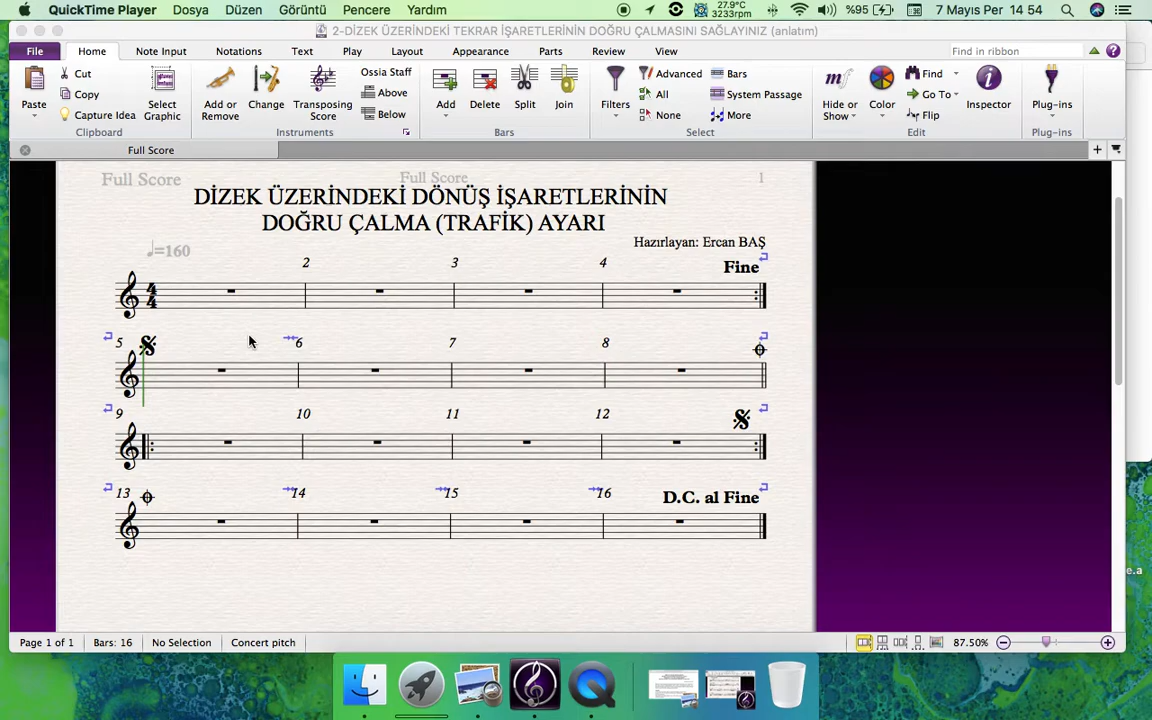 QuickTime Player Dosya Düzen Görüntü Pencere Yardım 27.9°C 3233rpm %95 7 Mayıs Per 14 54
2-DİZEK ÜZERİNDEKİ TEKRAR İŞARETLERİNİN DOĞRU ÇALMASINI SAĞLAYINIZ (anlatım)
File Home Note Input Notations Text Play Layout Appearance Parts Review View Find in ribbon
Paste Cut Copy Capture Idea Select Graphic Add or Remove Change Transposing Score Ossia Staff Above Below Add Delete Split Join Filters Advanced All None Bars System Passage More Hide or Show Color Find Go To Flip Inspector Plug-ins
Clipboard Instruments Bars Select Edit Plug-ins
Full Score
Full Score Full Score 1
DİZEK ÜZERİNDEKİ DÖNÜŞ İŞARETLERİNİN
DOĞRU ÇALMA (TRAFİK) AYARI
Hazırlayan: Ercan BAŞ
♩=160
2 3 4 Fine
4
4
5 6 7 8
9 10 11 12
13 14 15 16 D.C. al Fine
e.a
Page 1 of 1 Bars: 16 No Selection Concert pitch 87.50%